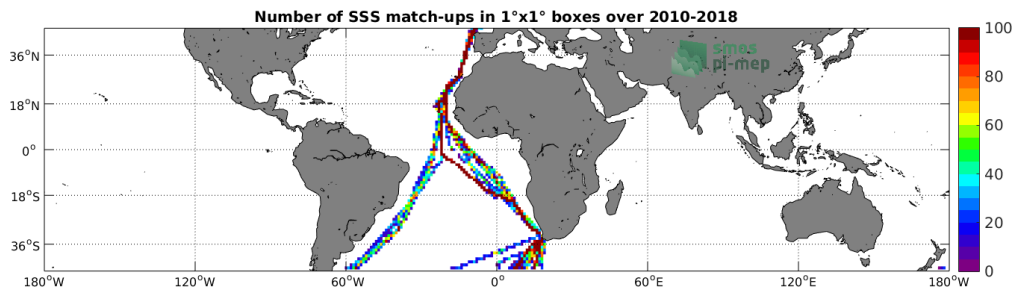 Number of SSS match-ups in 1°x1° boxes over 2010-2018
smos
pi-mep
36°N
18°N
0°
18°S
36°S
180°W
120°W
60°W
0°
60°E
120°E
180°W
100
80
60
40
20
0